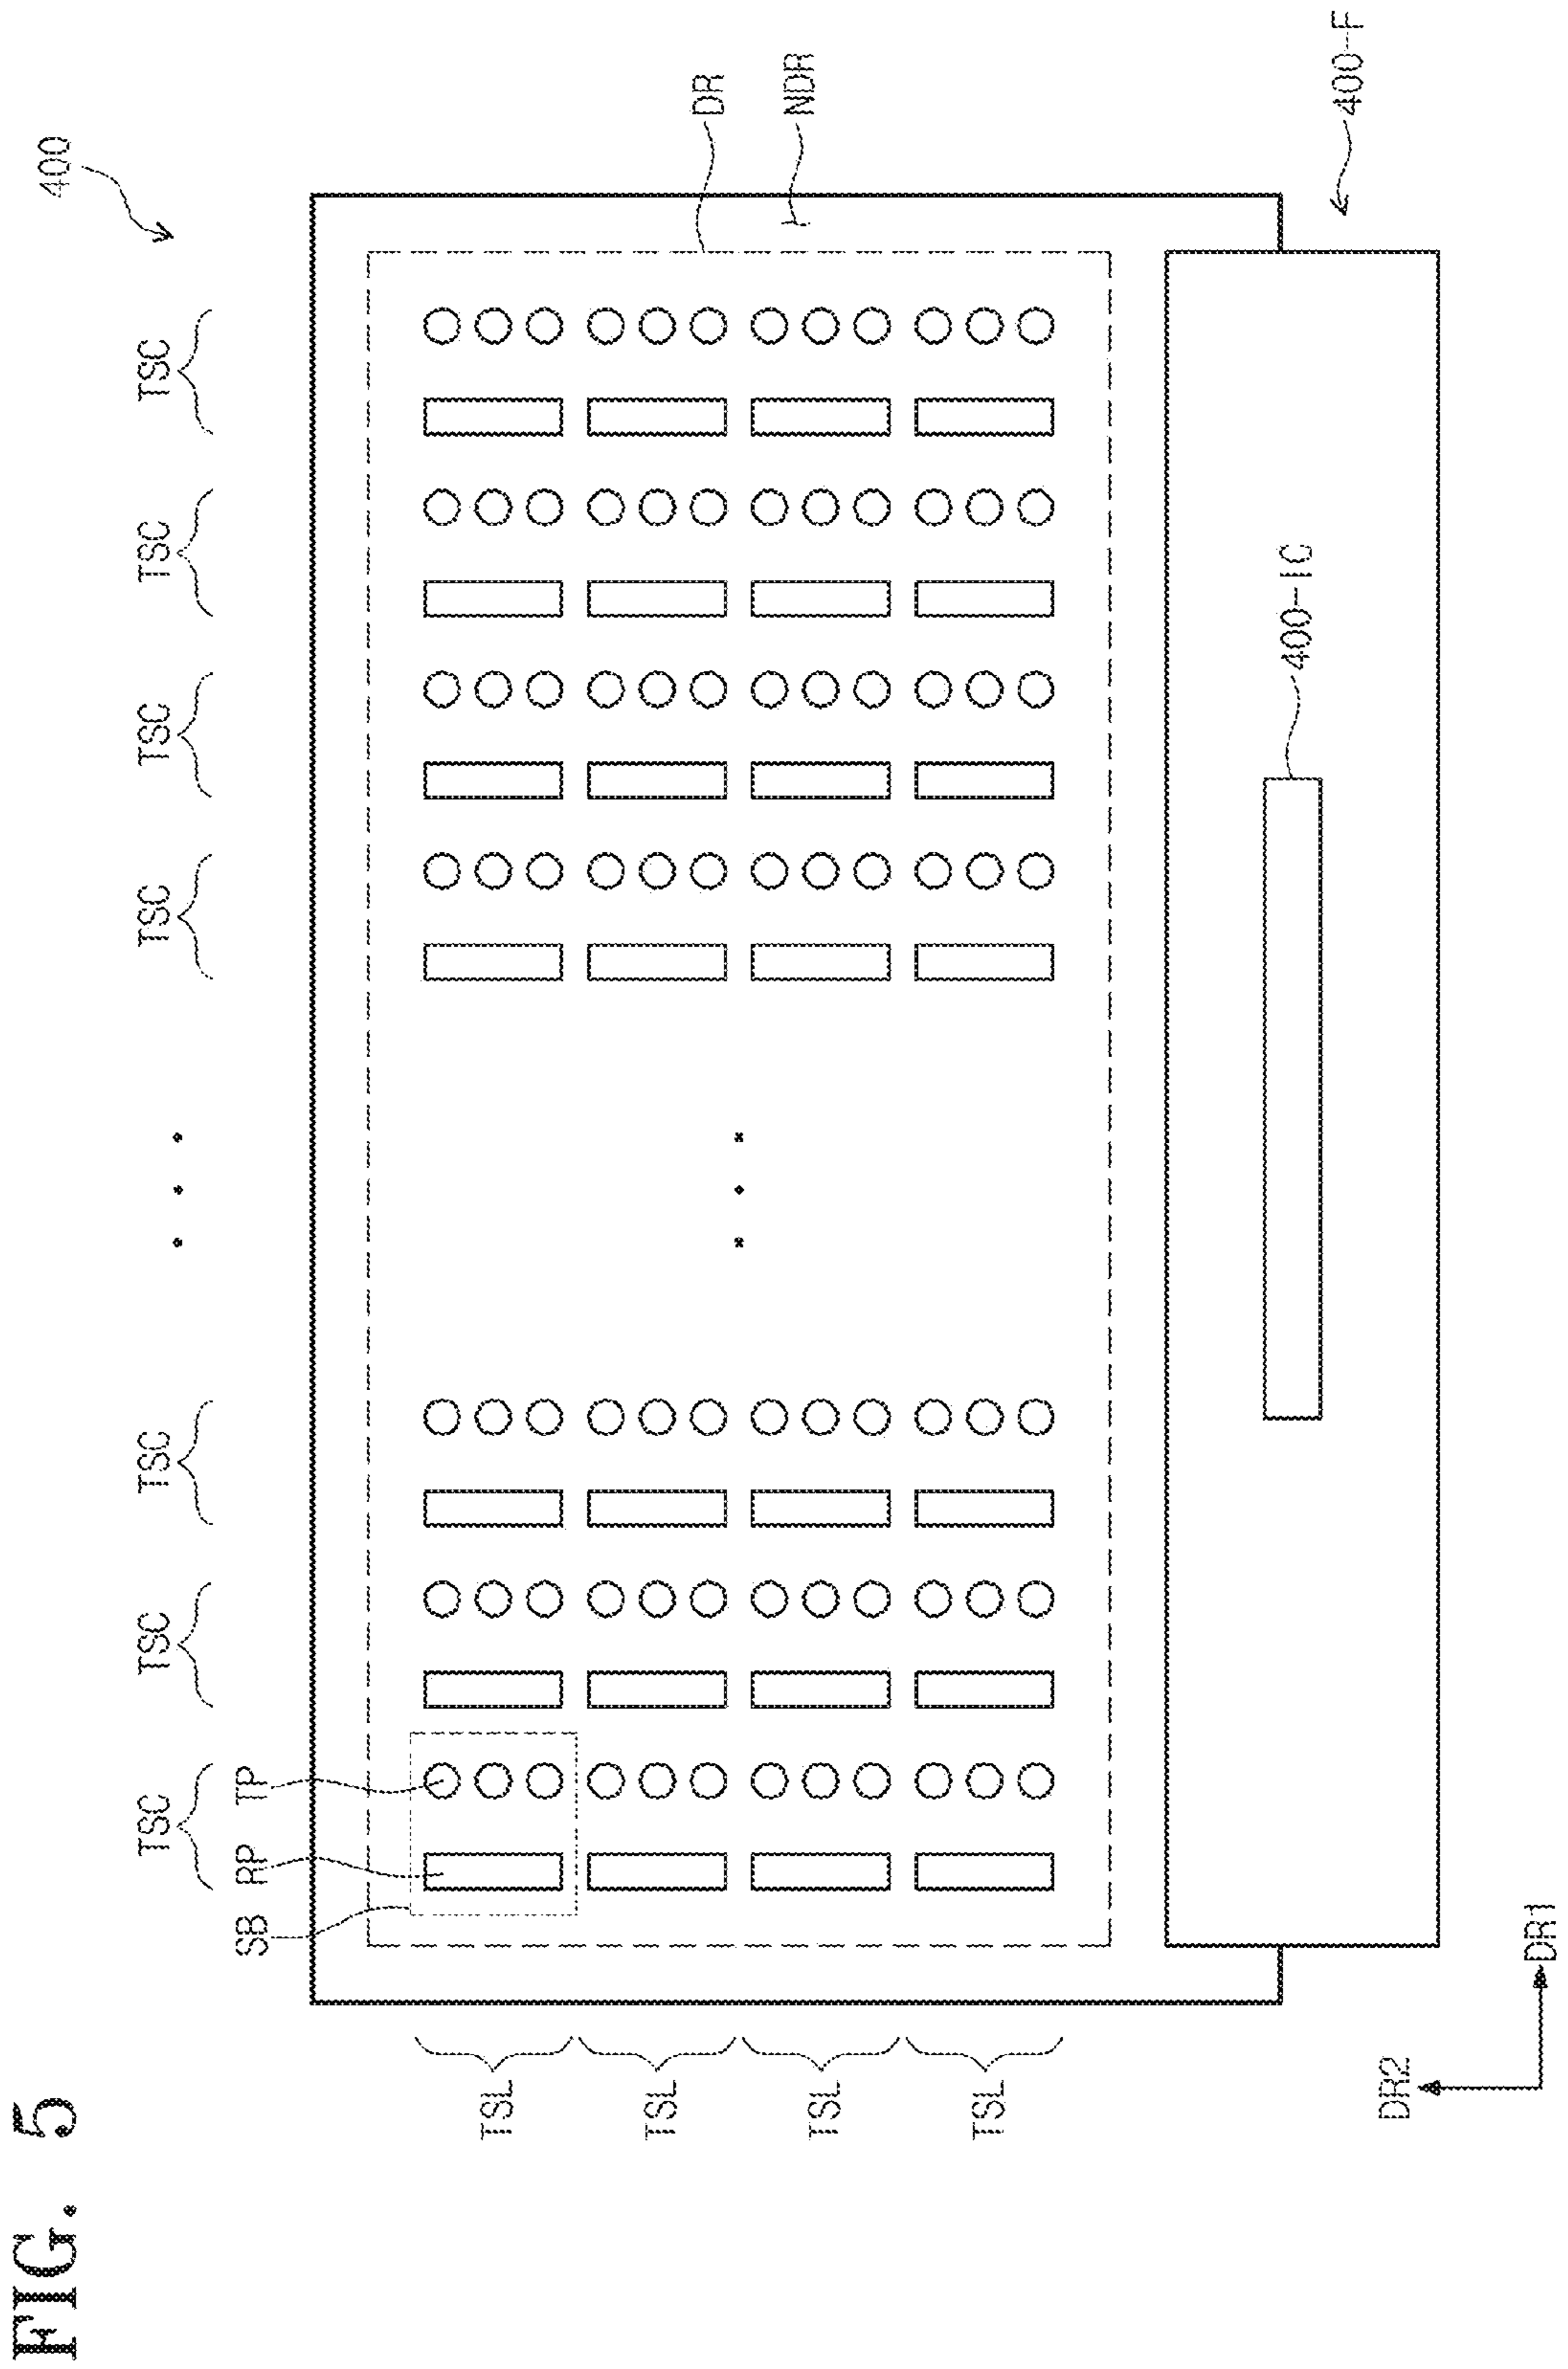 FIG. 5
400
TSC
TSC
TSC
TSC
TSC
TSC
TSC
SB
RP
TP
DR
NDR
TSL
TSL
TSL
TSL
400-IC
400-F
DR2
DR1